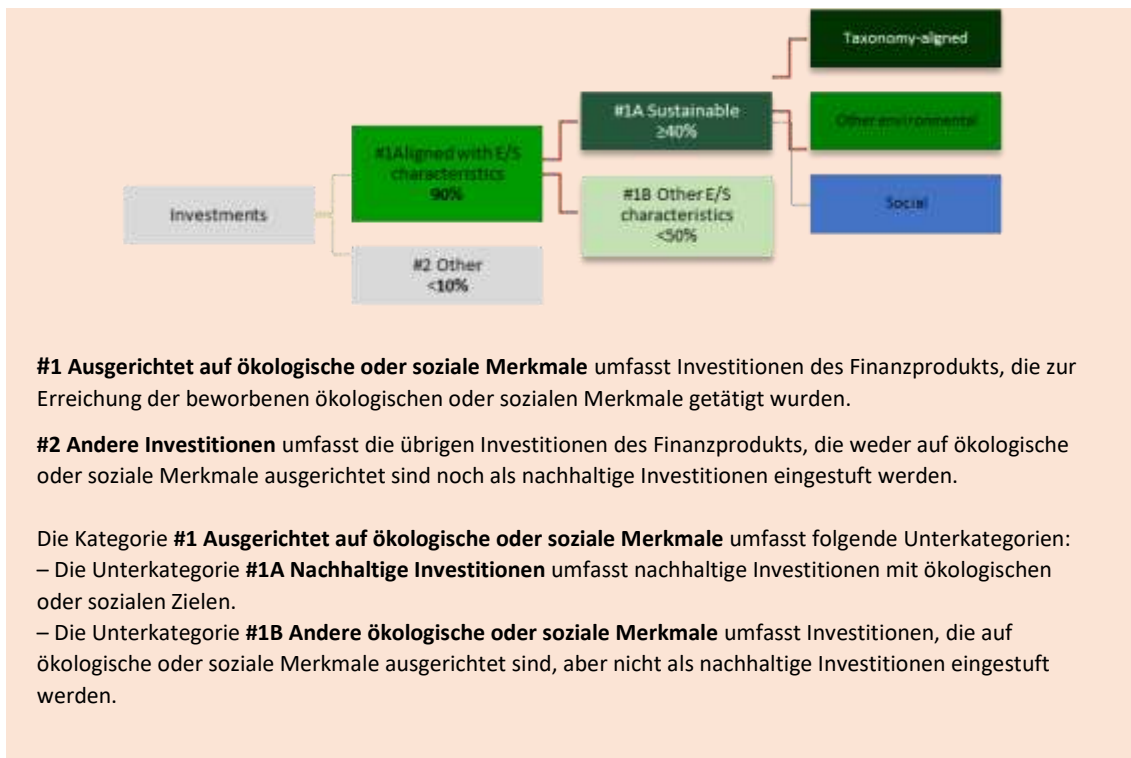 Taxonomy-aligned
#1A Sustainable
≥40%
Other environmental
#1Aligned with E/S
characteristics
90%
#1B Other E/S
characteristics
<50%
Social
Investments
#2 Other
<10%
#1 Ausgerichtet auf ökologische oder soziale Merkmale umfasst Investitionen des Finanzprodukts, die zur
Erreichung der beworbenen ökologischen oder sozialen Merkmale getätigt wurden.
#2 Andere Investitionen umfasst die übrigen Investitionen des Finanzprodukts, die weder auf ökologische
oder soziale Merkmale ausgerichtet sind noch als nachhaltige Investitionen eingestuft werden.
Die Kategorie #1 Ausgerichtet auf ökologische oder soziale Merkmale umfasst folgende Unterkategorien:
– Die Unterkategorie #1A Nachhaltige Investitionen umfasst nachhaltige Investitionen mit ökologischen
oder sozialen Zielen.
– Die Unterkategorie #1B Andere ökologische oder soziale Merkmale umfasst Investitionen, die auf
ökologische oder soziale Merkmale ausgerichtet sind, aber nicht als nachhaltige Investitionen eingestuft
werden.